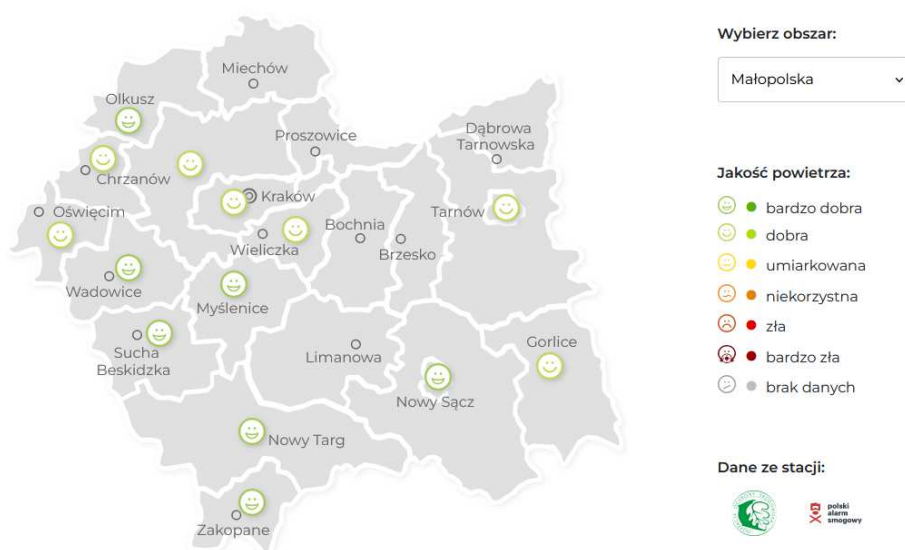 Miechów
Olkusz
Proszowice
Dąbrowa
Tarnowska
Chrzanów
Kraków
Oświęcim
Tarnów
Bochnia
Wieliczka
Brzesko
Wadowice
Myślenice
Sucha
Beskidzka
Limanowa
Gorlice
Nowy Sącz
Nowy Targ
Zakopane
Wybierz obszar:
Małopolska
Jakość powietrza:
bardzo dobra
dobra
umiarkowana
niekorzystna
zła
bardzo zła
brak danych
Dane ze stacji:
polski
alarm
smogowy